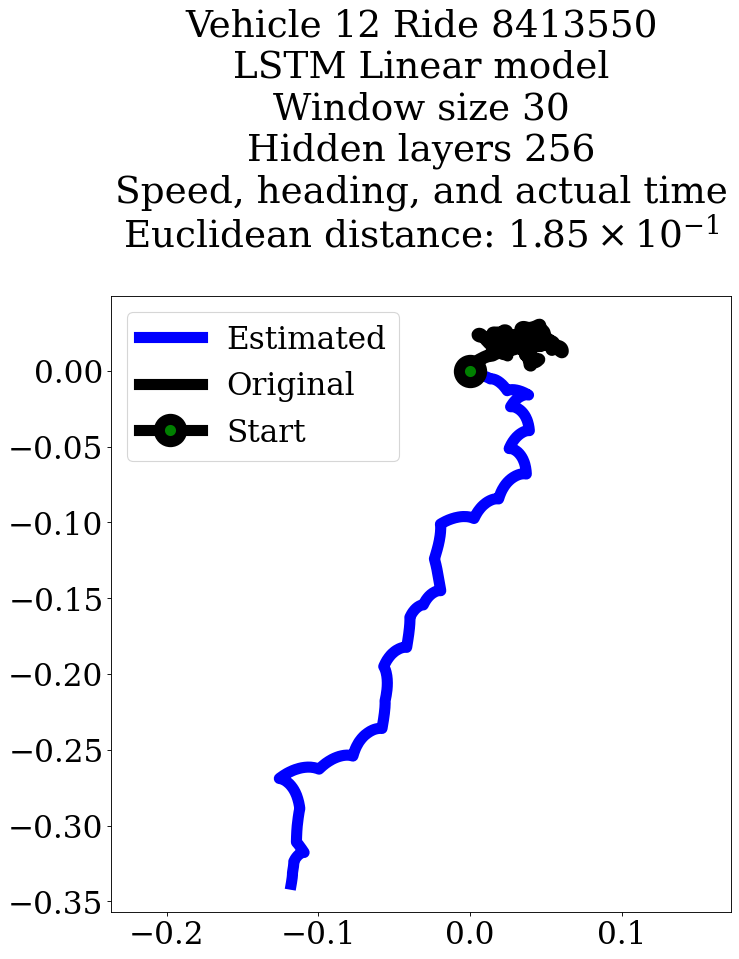 Vehicle 12 Ride 8413550
LSTM Linear model
Window size 30
Hidden layers 256
Speed, heading, and actual time
Euclidean distance: 1.85 × 10⁻¹
Estimated
Original
Start
0.00
−0.05
−0.10
−0.15
−0.20
−0.25
−0.30
−0.35
−0.2 −0.1 0.0 0.1